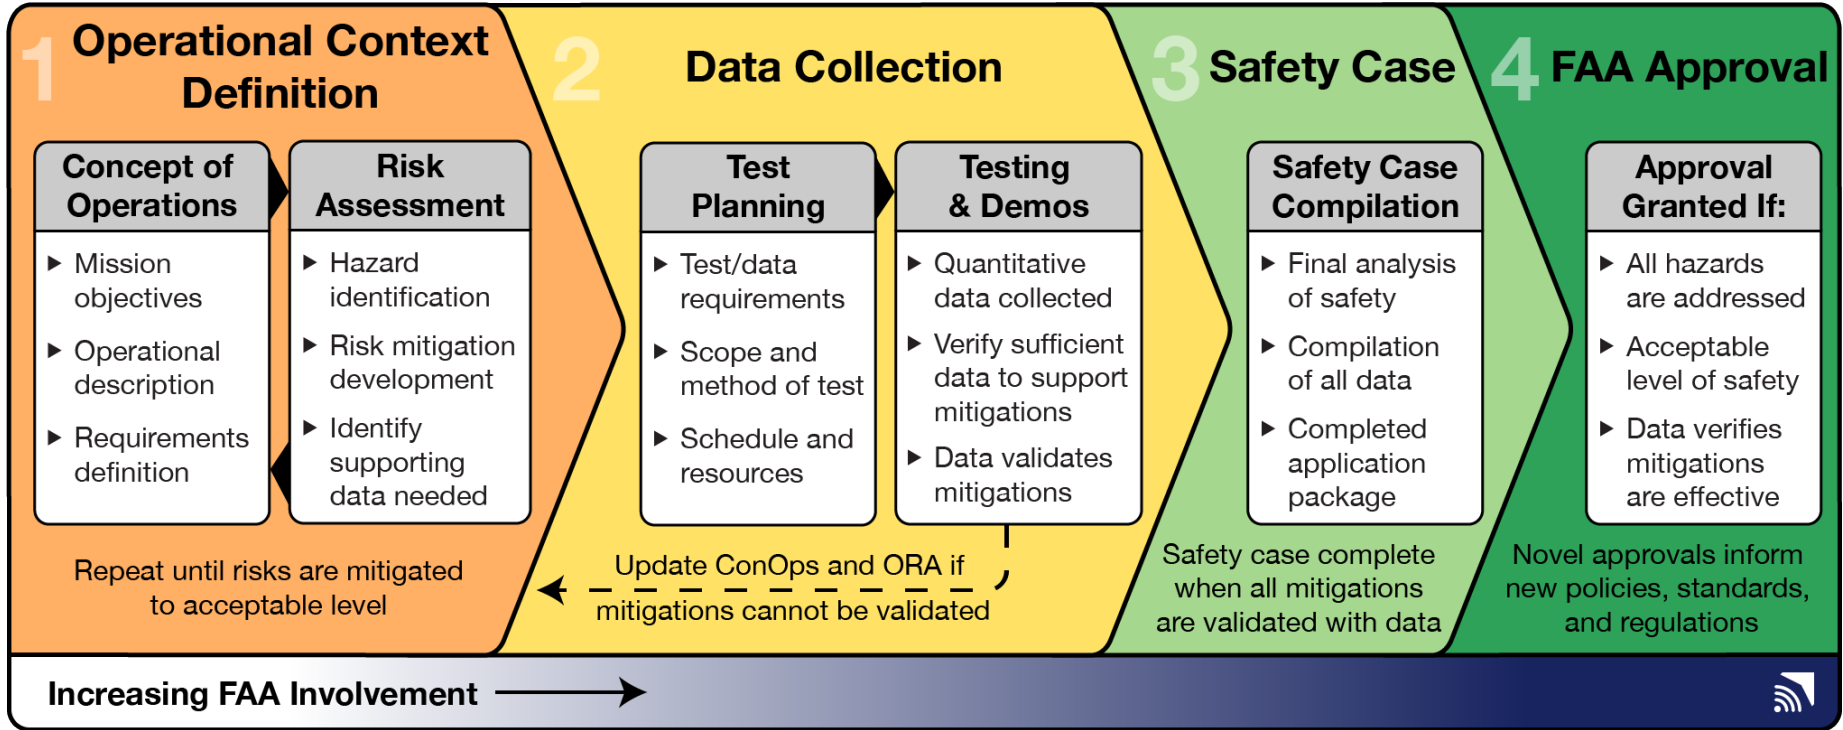 1
Operational Context
Definition
Concept of
Operations
Mission
objectives
Operational
description
Requirements
definition
Risk
Assessment
Hazard
identification
Risk mitigation
development
Identify
supporting
data needed
Repeat until risks are mitigated
to acceptable level
2
Data Collection
Test
Planning
Test/data
requirements
Scope and
method of test
Schedule and
resources
Testing
& Demos
Quantitative
data collected
Verify sufficient
data to support
mitigations
Data validates
mitigations
Update ConOps and ORA if
mitigations cannot be validated
3
Safety Case
Safety Case
Compilation
Final analysis
of safety
Compilation
of all data
Completed
application
package
Safety case complete
when all mitigations
are validated with data
4
FAA Approval
Approval
Granted If:
All hazards
are addressed
Acceptable
level of safety
Data verifies
mitigations
are effective
Novel approvals inform
new policies, standards,
and regulations
Increasing FAA Involvement